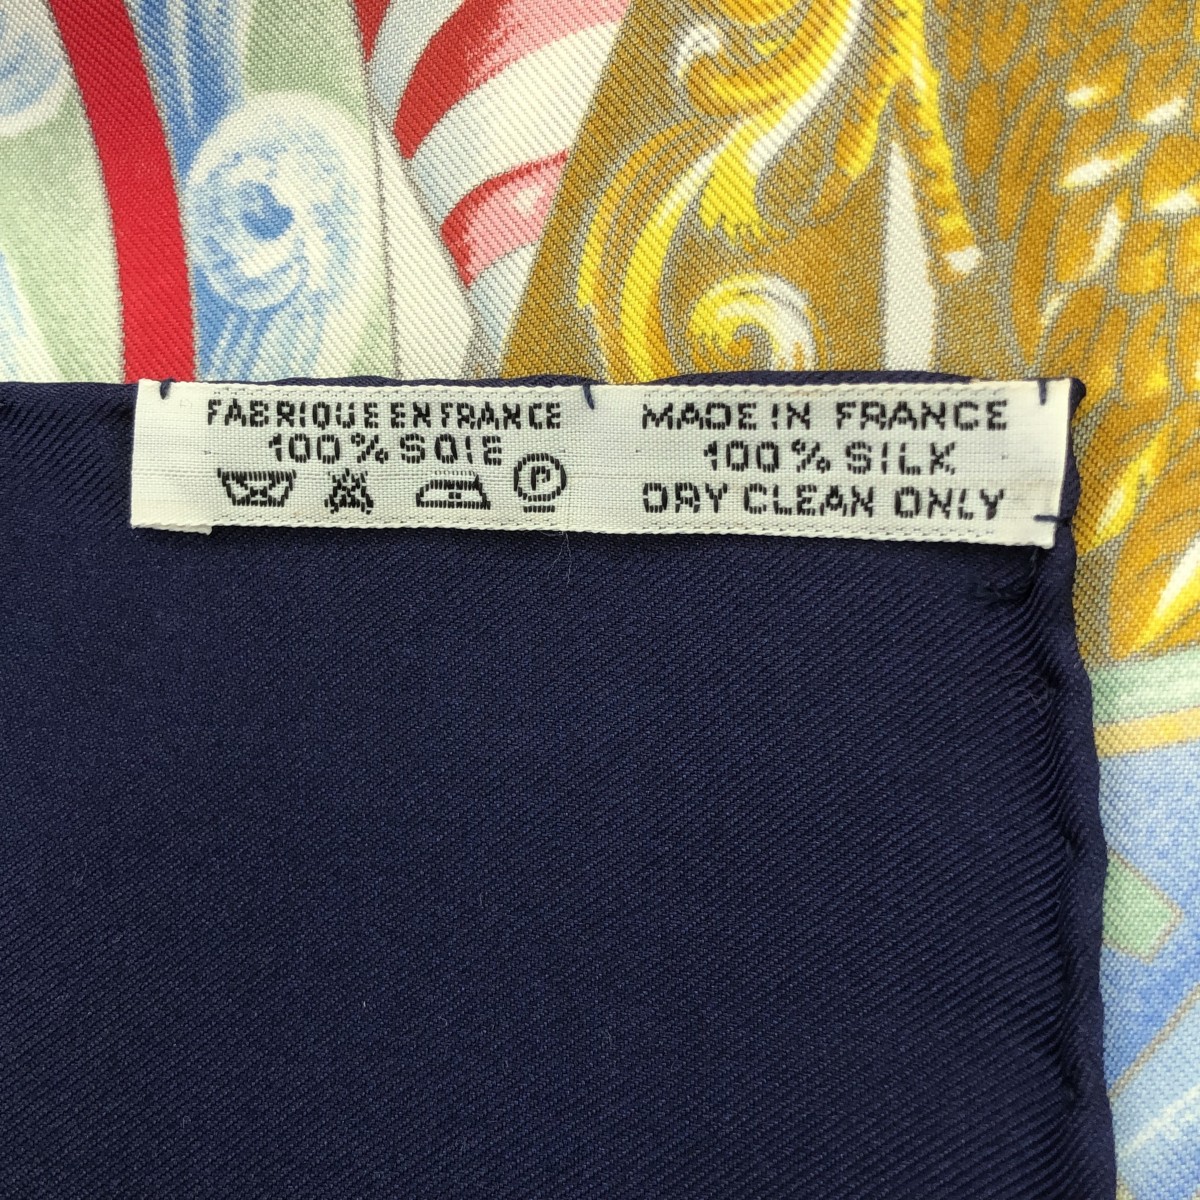 FABRIQUE EN FRANCE
100% SOIE
P
MADE IN FRANCE
100% SILK
DRY CLEAN ONLY